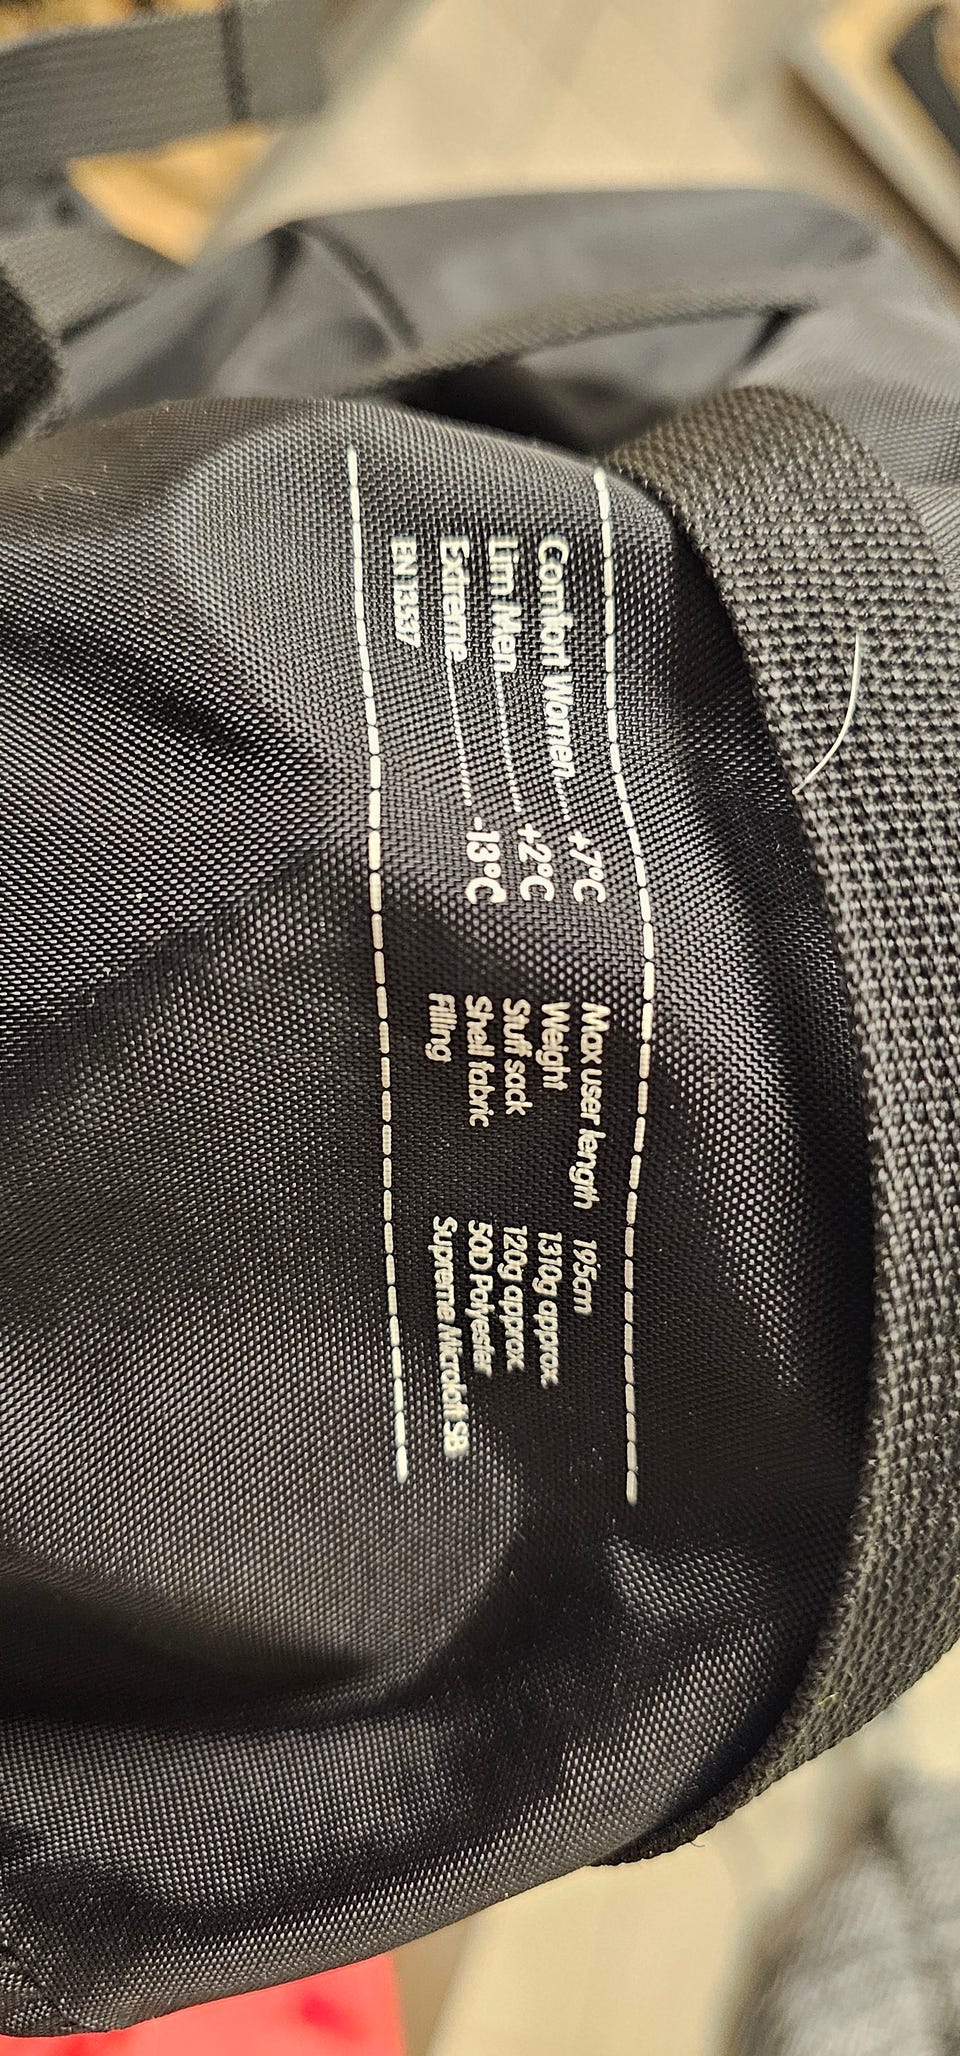 Comfort Women...... +7°C
Lim Men.................. +2°C
Extreme.................. -13°C
EN 13537
Max user length 195cm
Weight 1310g approx.
Stuff sack 120g approx
Shell fabric 50D Polyester
Filling Supreme Microloft SB